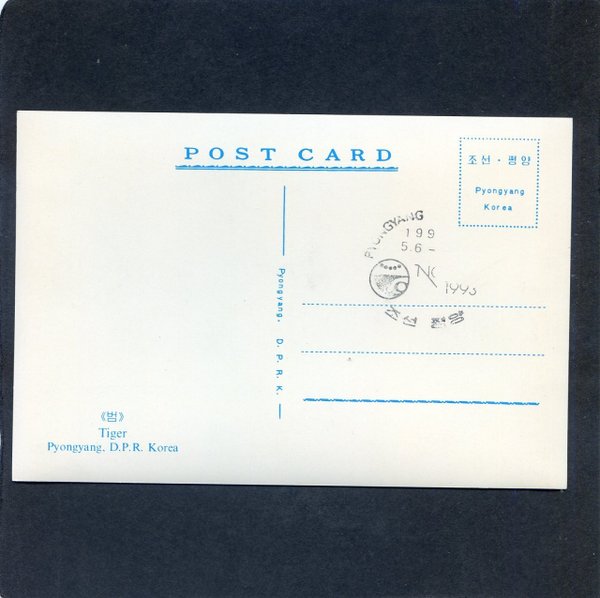 POST CARD
조선·평양
Pyongyang
Korea
PYONGYANG
199
5.6-
1993
Pyongyang, D.P.R.K.
《범》
Tiger
Pyongyang, D.P.R. Korea